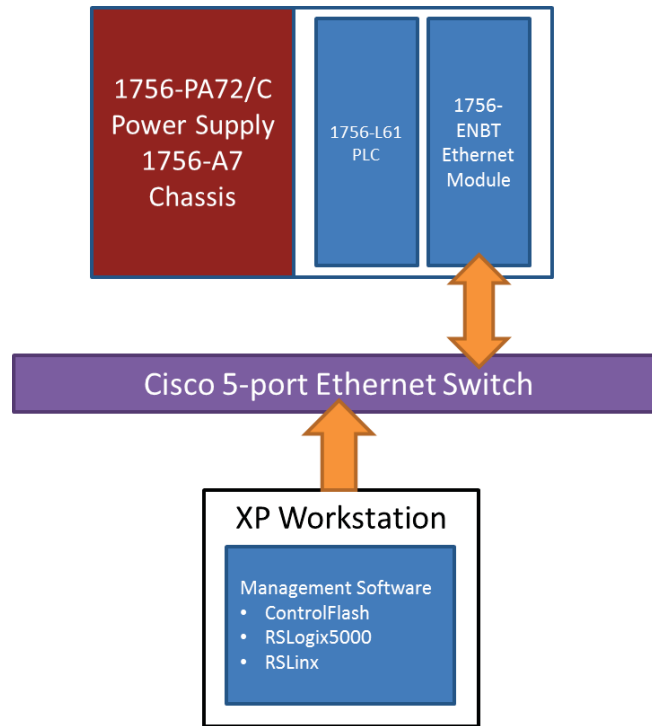 1756-PA72/C
Power Supply
1756-A7
Chassis
1756-L61
PLC
1756-
ENBT
Ethernet
Module
Cisco 5-port Ethernet Switch
XP Workstation
Management Software
• ControlFlash
• RSLogix5000
• RSLinx